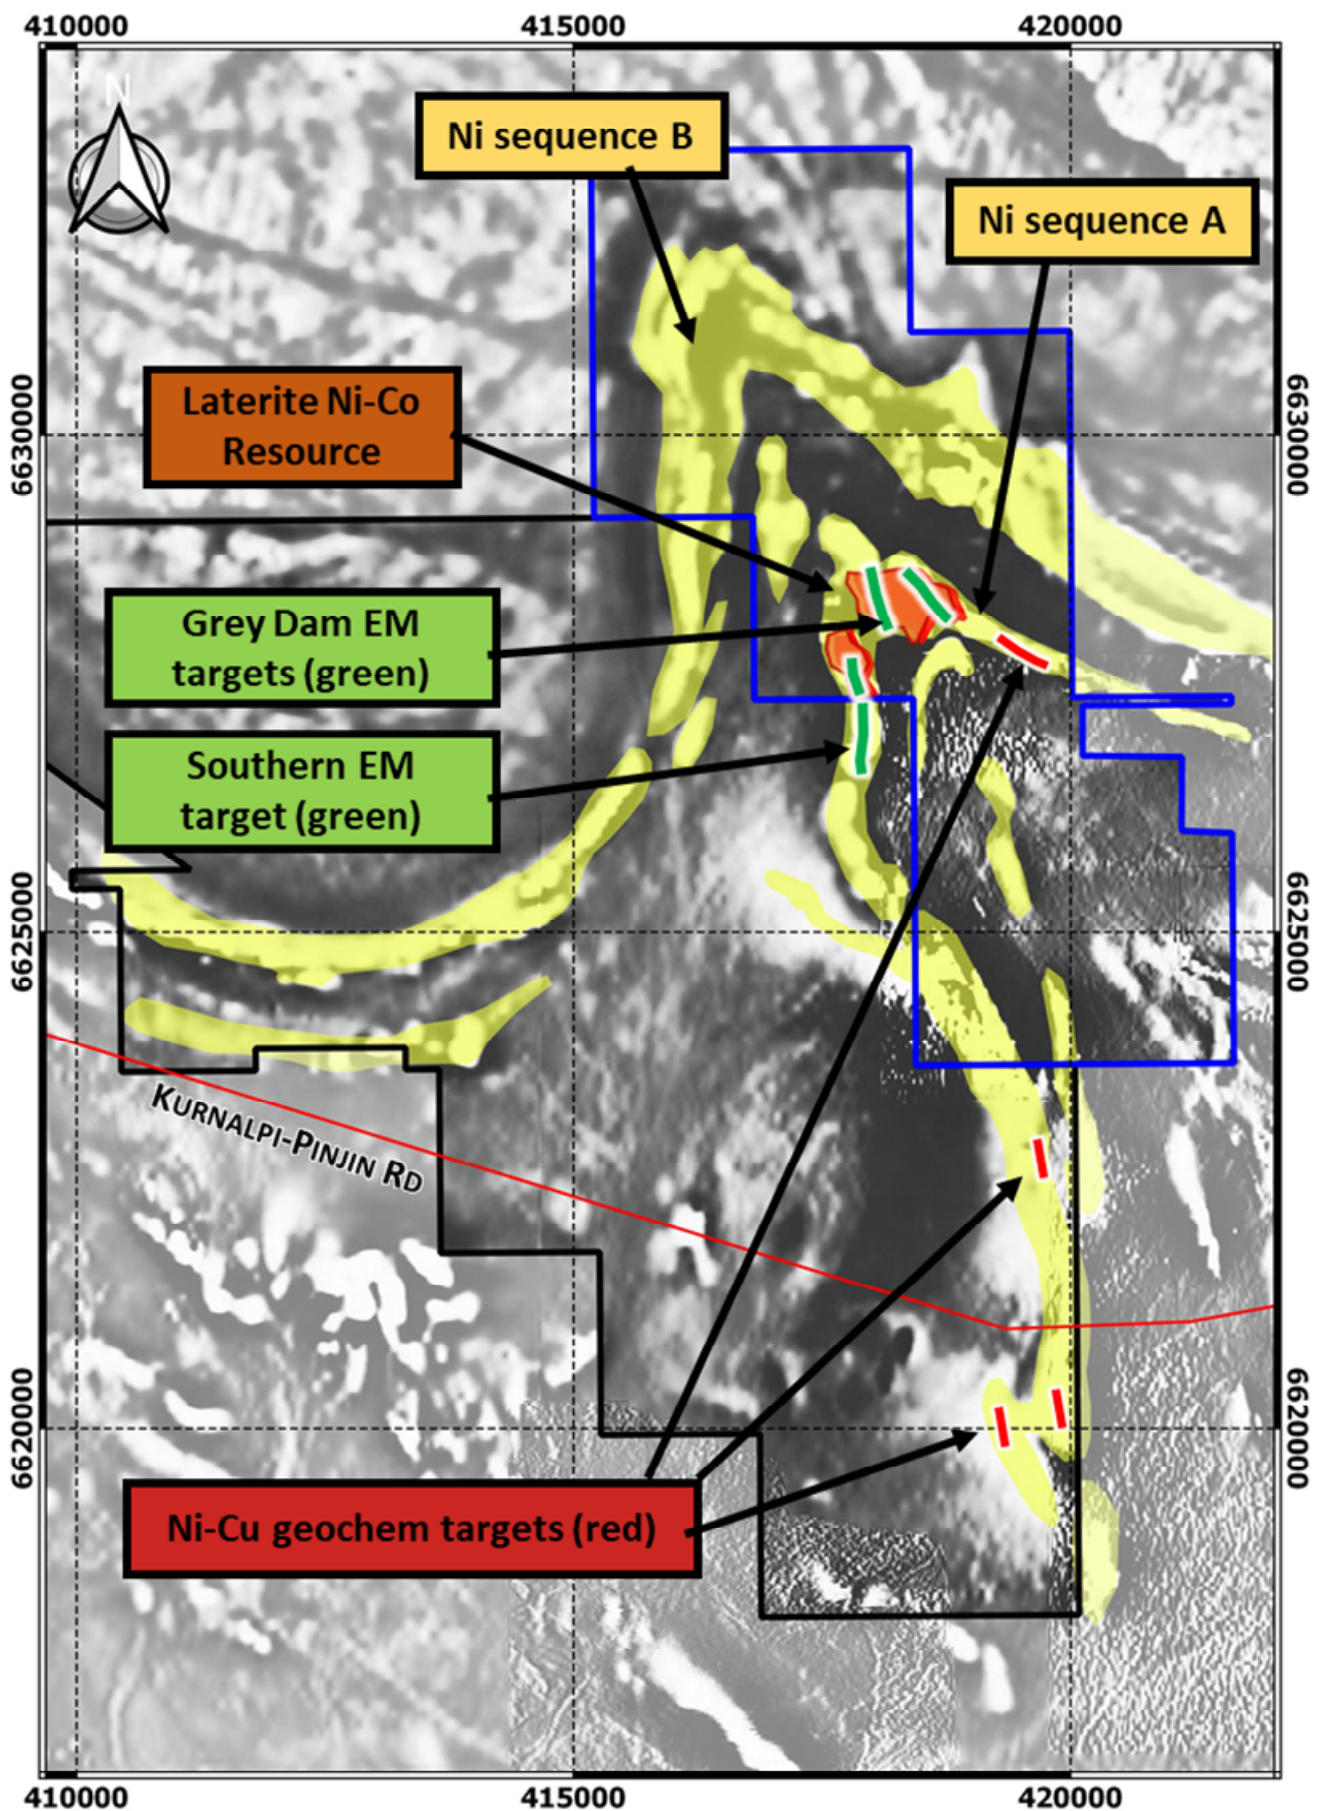 410000
415000
420000
N
Ni sequence B
Ni sequence A
Laterite Ni-Co
Resource
6630000
6630000
Grey Dam EM
targets (green)
Southern EM
target (green)
6625000
6625000
KURNALPI-PINJIN RD
6620000
6620000
Ni-Cu geochem targets (red)
410000
415000
420000